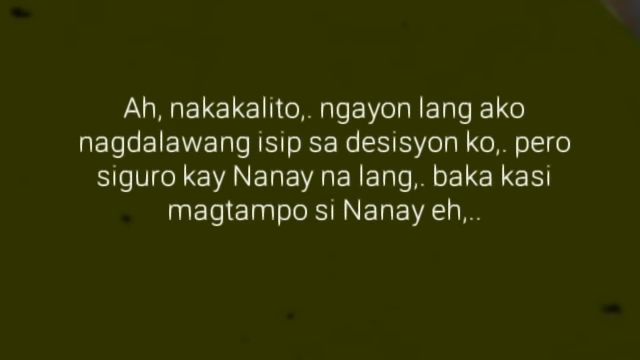 Ah, nakakalito,. ngayon lang ako
nagdalawang isip sa desisyon ko,. pero
siguro kay Nanay na lang,. baka kasi
magtampo si Nanay eh,..